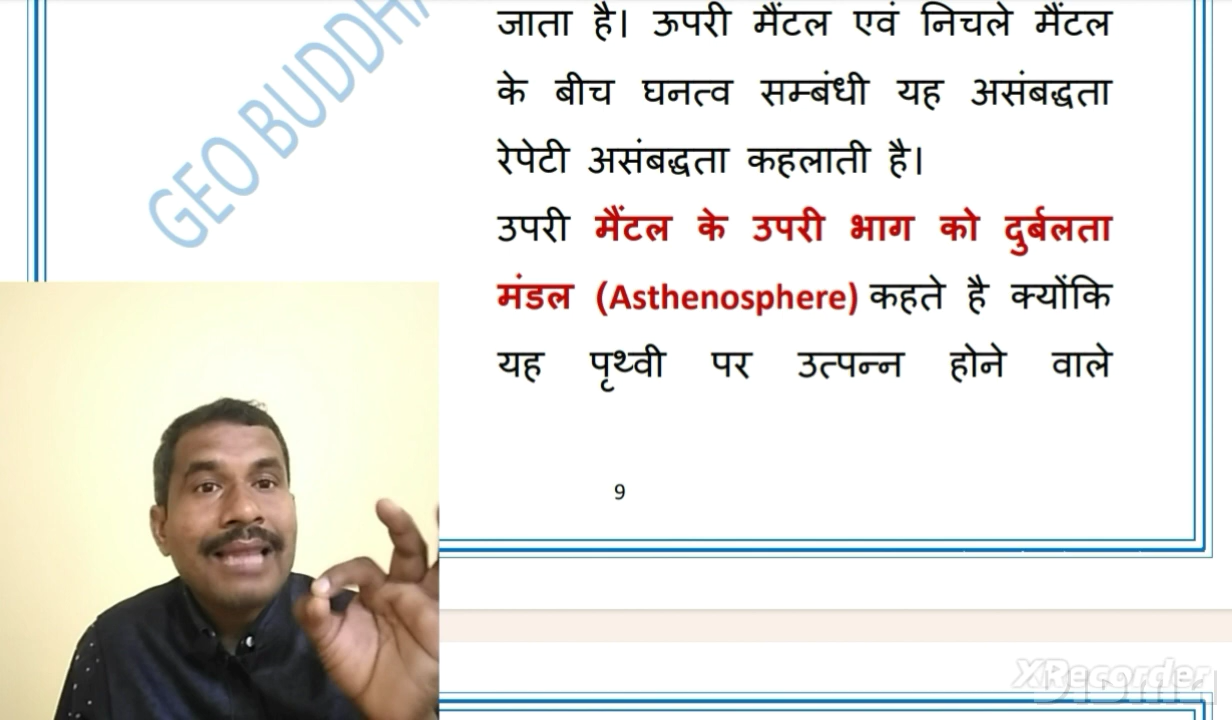 जाता है। ऊपरी मैंटल एवं निचले मैंटल
के बीच घनत्व सम्बंधी यह असंबद्धता
रेपेटी असंबद्धता कहलाती है।
उपरी मैंटल के उपरी भाग को दुर्बलता
मंडल (Asthenosphere) कहते है क्योंकि
यह पृथ्वी पर उत्पन्न होने वाले
9
GEO BUDDHA
XRecorder